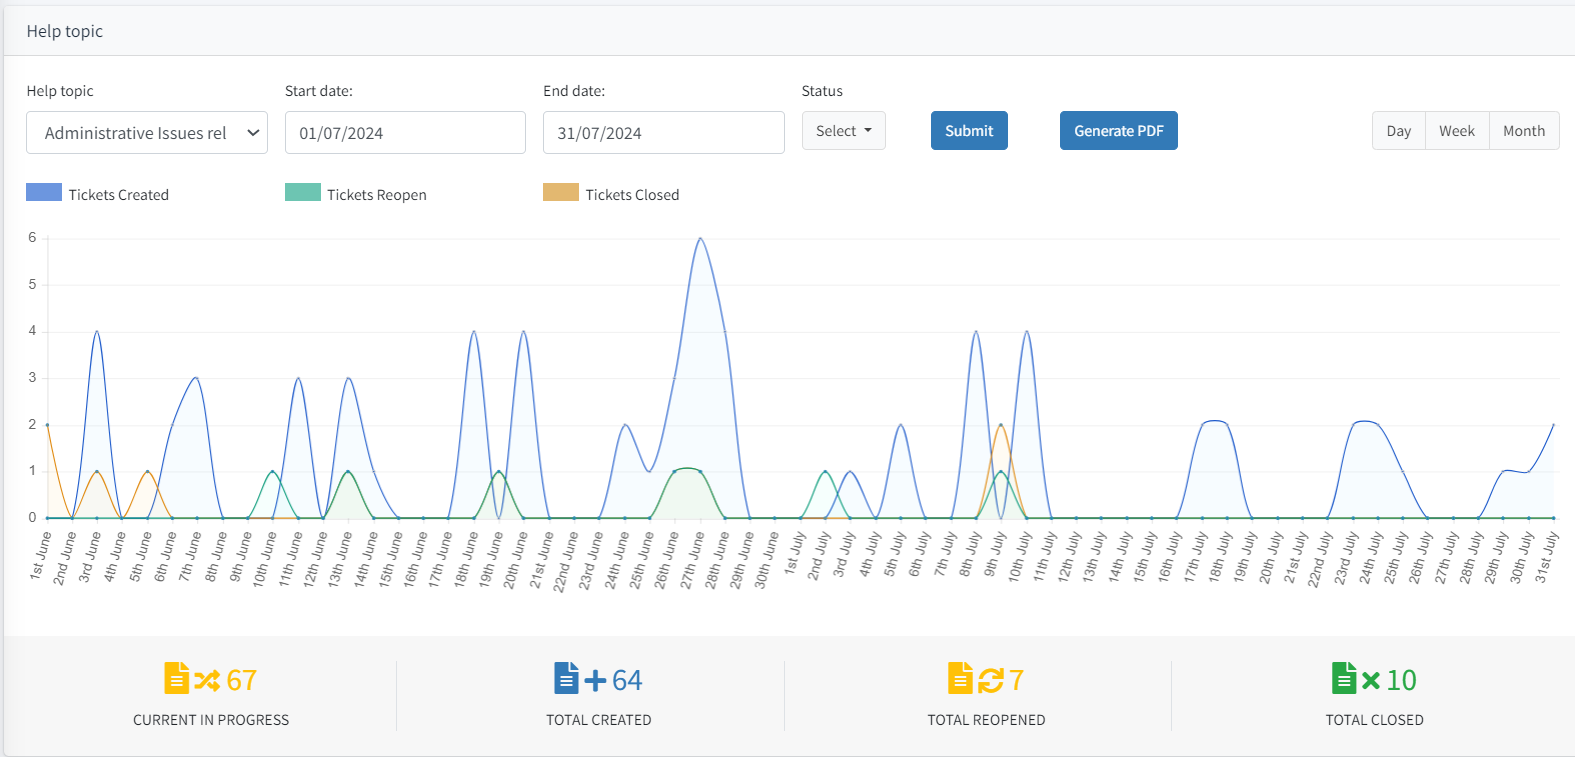 Help topic
Help topic Start date: End date: Status
Administrative Issues rel 01/07/2024 31/07/2024 Select Submit Generate PDF Day Week Month
Tickets Created Tickets Reopen Tickets Closed
6
5
4
3
2
1
0
1st June 2nd June 3rd June 4th June 5th June 6th June 7th June 8th June 9th June 10th June 11th June 12th June 13th June 14th June 15th June 16th June 17th June 18th June 19th June 20th June 21st June 22nd June 23rd June 24th June 25th June 26th June 27th June 28th June 29th June 30th June 1st July 2nd July 3rd July 4th July 5th July 6th July 7th July 8th July 9th July 10th July 11th July 12th July 13th July 14th July 15th July 16th July 17th July 18th July 19th July 20th July 21st July 22nd July 23rd July 24th July 25th July 26th July 27th July 28th July 29th July 30th July 31st July
67 64 7 10
CURRENT IN PROGRESS TOTAL CREATED TOTAL REOPENED TOTAL CLOSED